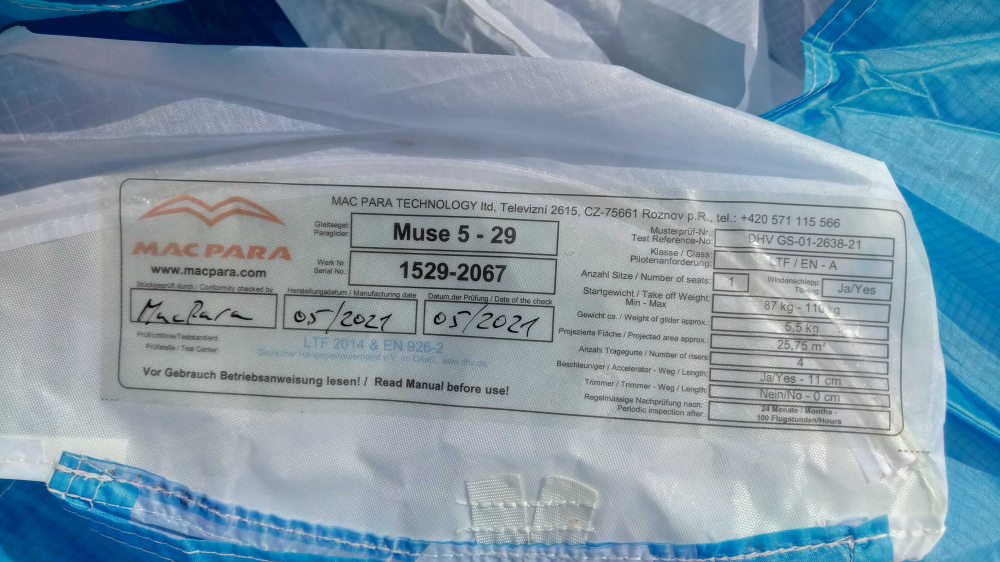 MAC PARA TECHNOLOGY ltd, Televizní 2615, CZ-75661 Roznov p.R., tel.: +420 571 115 566
MAC PARA
www.macpara.com
Gleitsegel:
Paraglider:
Muse 5 - 29
Werk Nr.
Serial No.:
1529-2067
Stückgeprüft durch / Conformity checked by
MacPara
Herstellungsdatum / Manufacturing date
05/2021
Datum der Prüfung / Date of the check
05/2021
Prüfrichtlinie/Teststandard:
LTF 2014 & EN 926-2
Prüfstelle / Test Center:
Deutscher Hängegleiterverband e.V. im DAeC
Vor Gebrauch Betriebsanweisung lesen! / Read Manual before use!
Musterprüf-Nr.
Test Reference-No:
DHV GS-01-2638-21
Klasse / Class:
Pilotenanforderung:
LTF / EN - A
Anzahl Sitze / Number of seats:
1
Windenschlepp:
Towing:
Ja/Yes
Startgewicht / Take off Weight:
Min - Max
87 kg - 110 kg
Gewicht ca. / Weight of glider approx.
5,5 kg
Projezierte Fläche / Projected area approx.
25,75 m²
Anzahl Tragegurte / Number of risers:
4
Beschleuniger / Accelerator - Weg / Length:
Ja/Yes - 11 cm
Trimmer / Trimmer - Weg / Length:
Nein/No - 0 cm
Regelmässige Nachprüfung nach:
Periodic inspection after:
24 Monate / Months -
100 Flugstunden/Hours